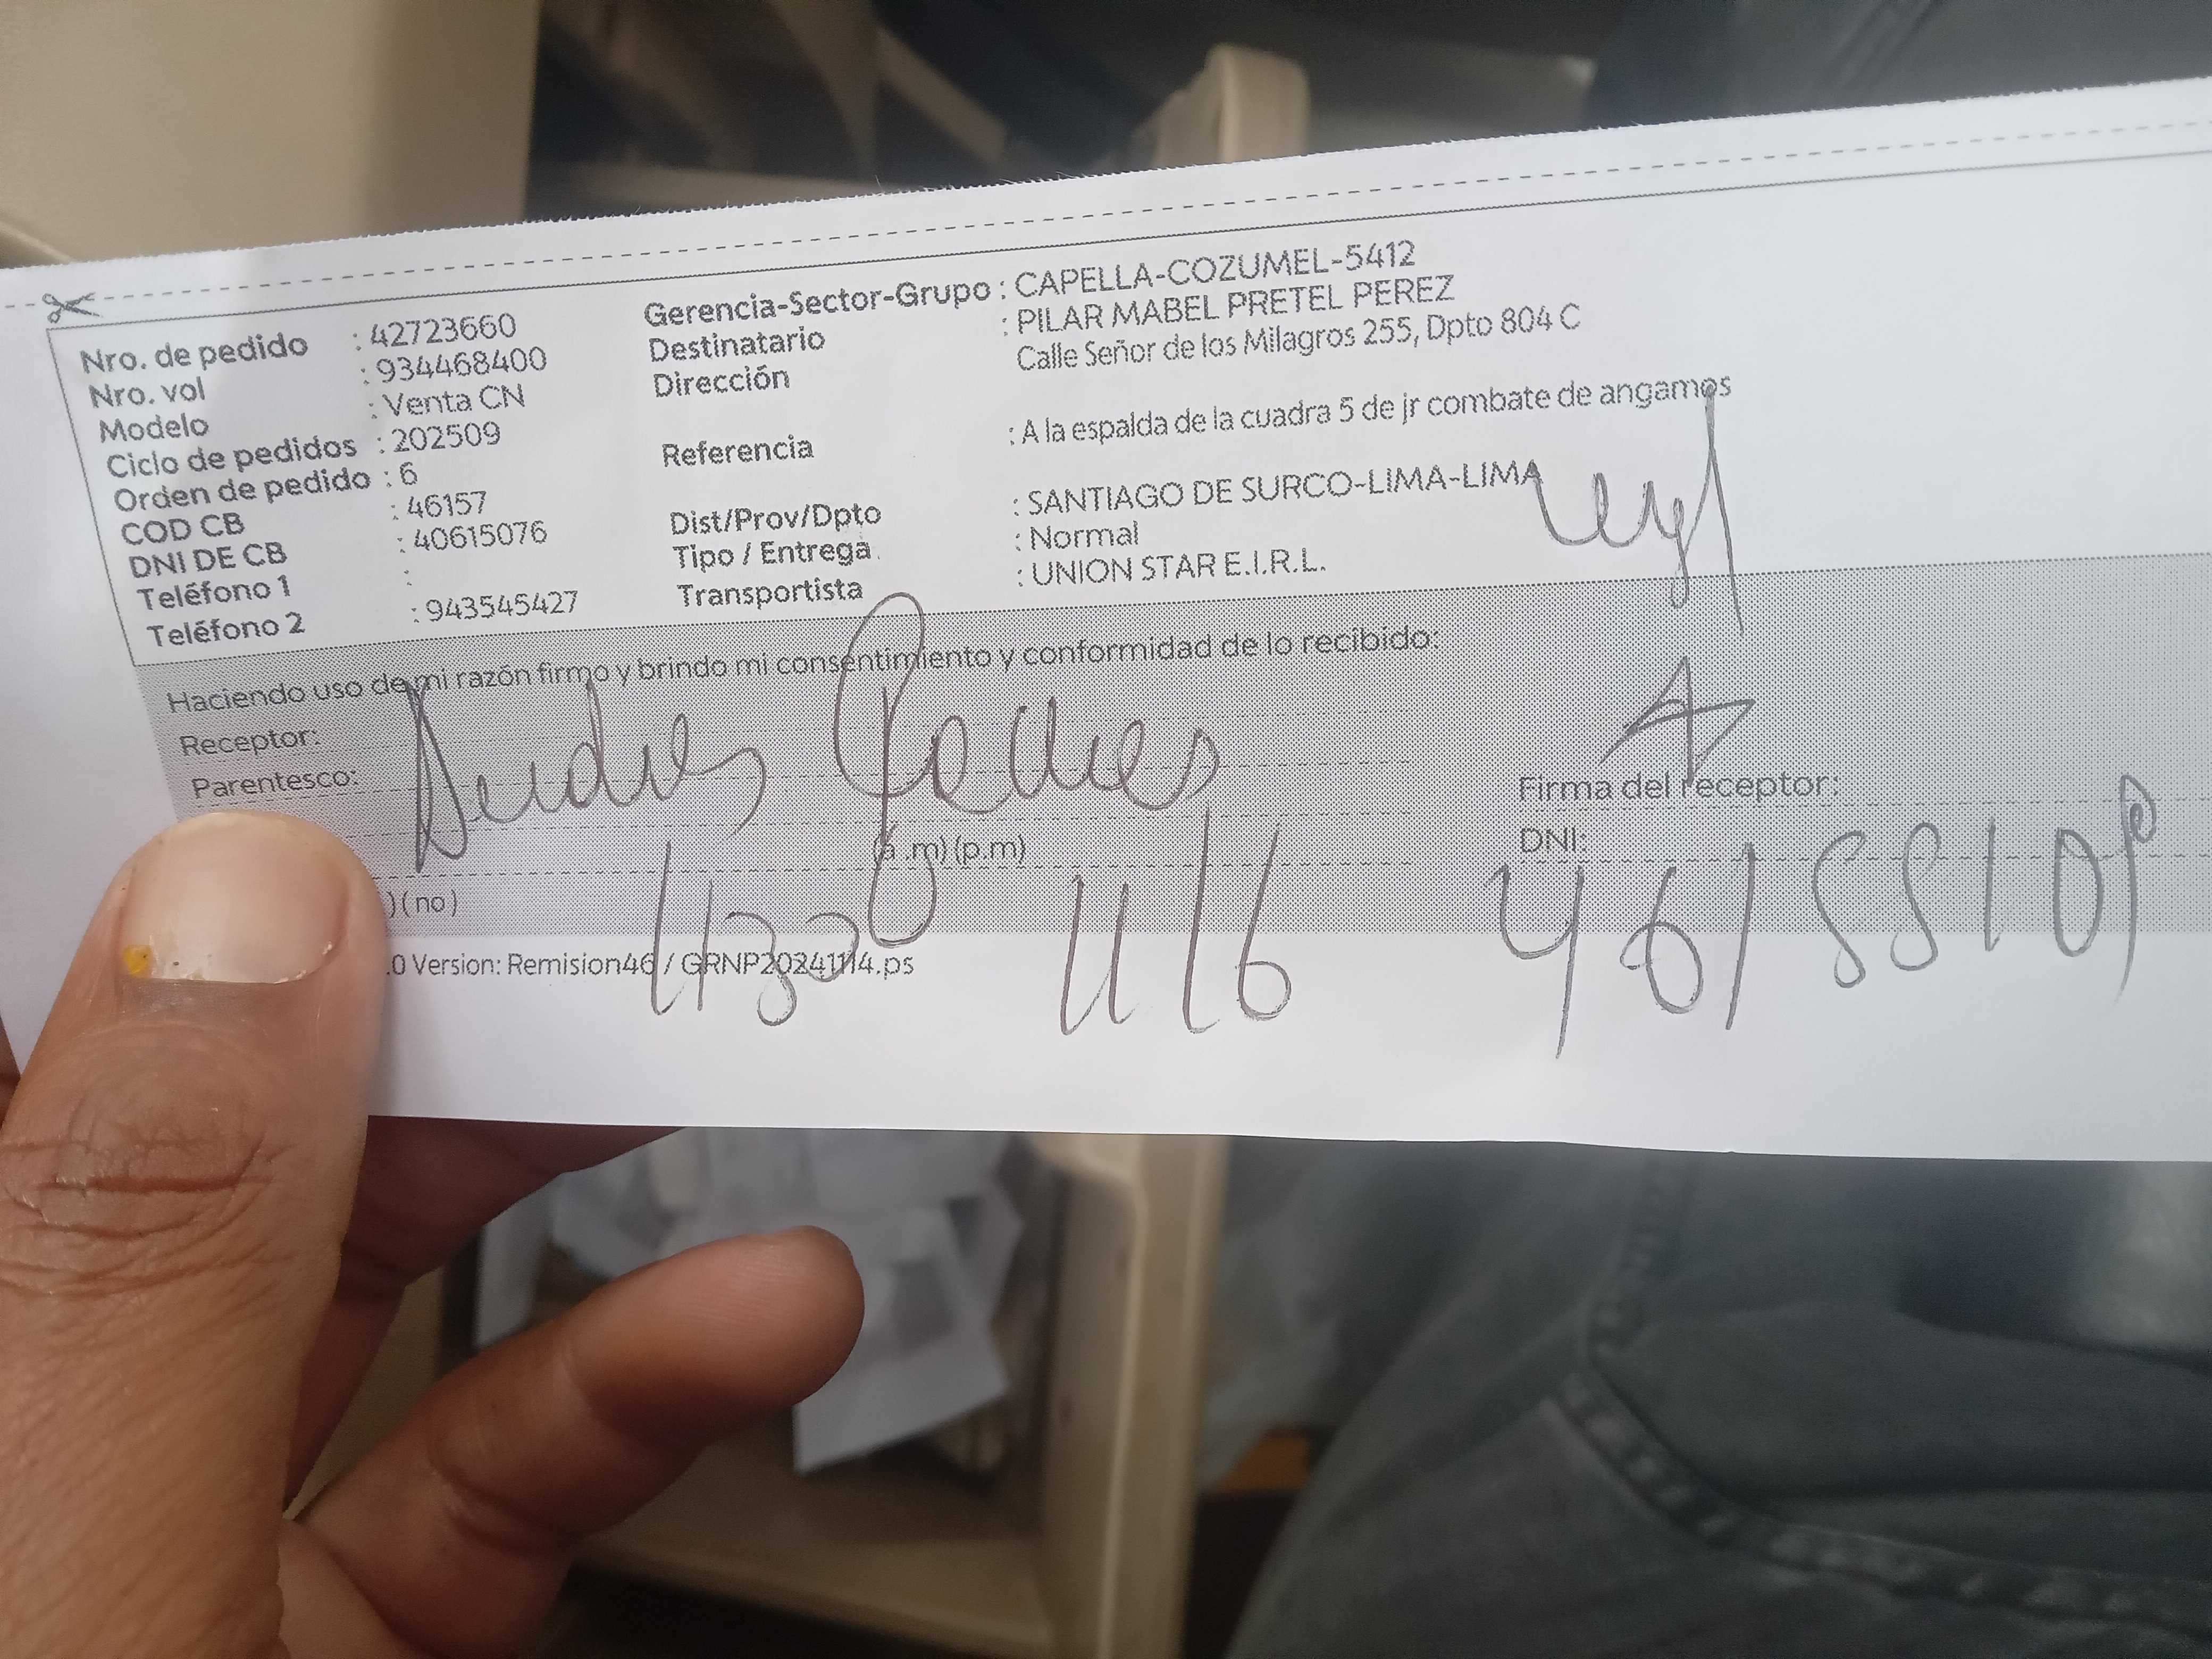 Nro. de pedido : 42723660
Nro. vol : 934468400
Modelo : Venta CN
Ciclo de pedidos : 202509
Orden de pedido : 6
COD CB : 46157
DNI DE CB : 40615076
Teléfono 1 :
Teléfono 2 : 943545427
Gerencia-Sector-Grupo : CAPELLA-COZUMEL-5412
Destinatario : PILAR MABEL PRETEL PEREZ
Dirección Calle Señor de los Milagros 255, Dpto 804 C
Referencia : A la espalda de la cuadra 5 de jr combate de angamos
Dist/Prov/Dpto : SANTIAGO DE SURCO-LIMA-LIMA
Tipo / Entrega : Normal
Transportista : UNION STAR E.I.R.L.
Haciendo uso de mi razón firmo y brindo mi consentimiento y conformidad de lo recibido:
Receptor:
Andres
Parentesco:
Firma del receptor:
(a .m) (p.m)
DNI:
) ( no )
11/6
.0 Version: Remision46 / GRNP20241114.ps